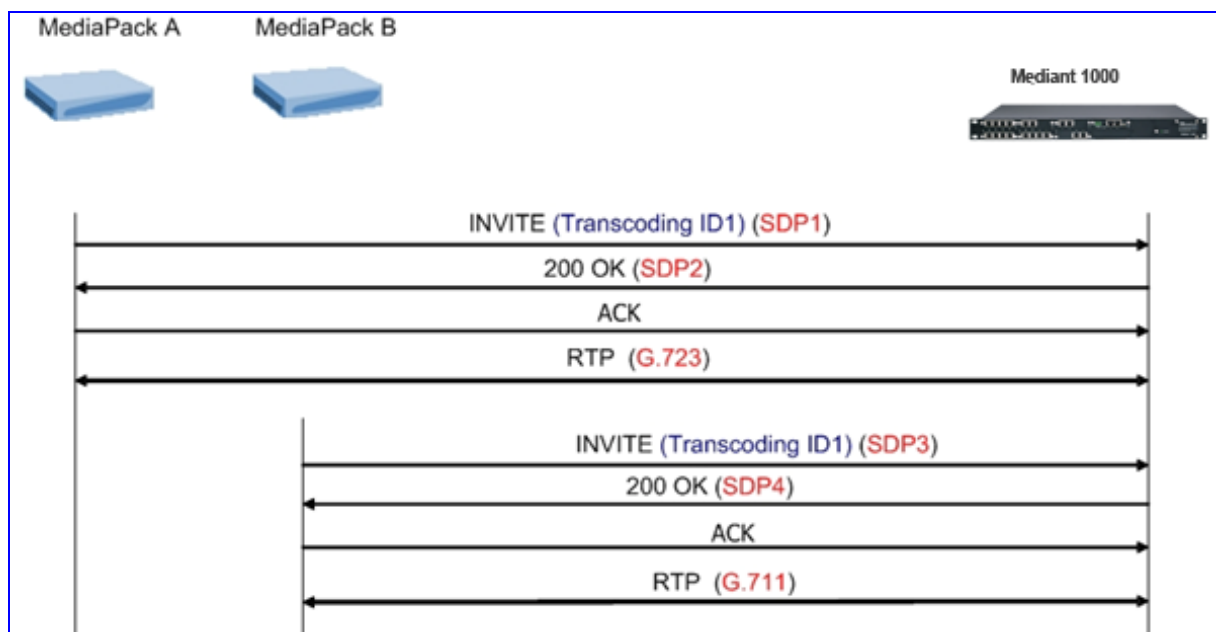 MediaPack A
MediaPack B
Mediant 1000
INVITE (Transcoding ID1) (SDP1)
200 OK (SDP2)
ACK
RTP (G.723)
INVITE (Transcoding ID1) (SDP3)
200 OK (SDP4)
ACK
RTP (G.711)